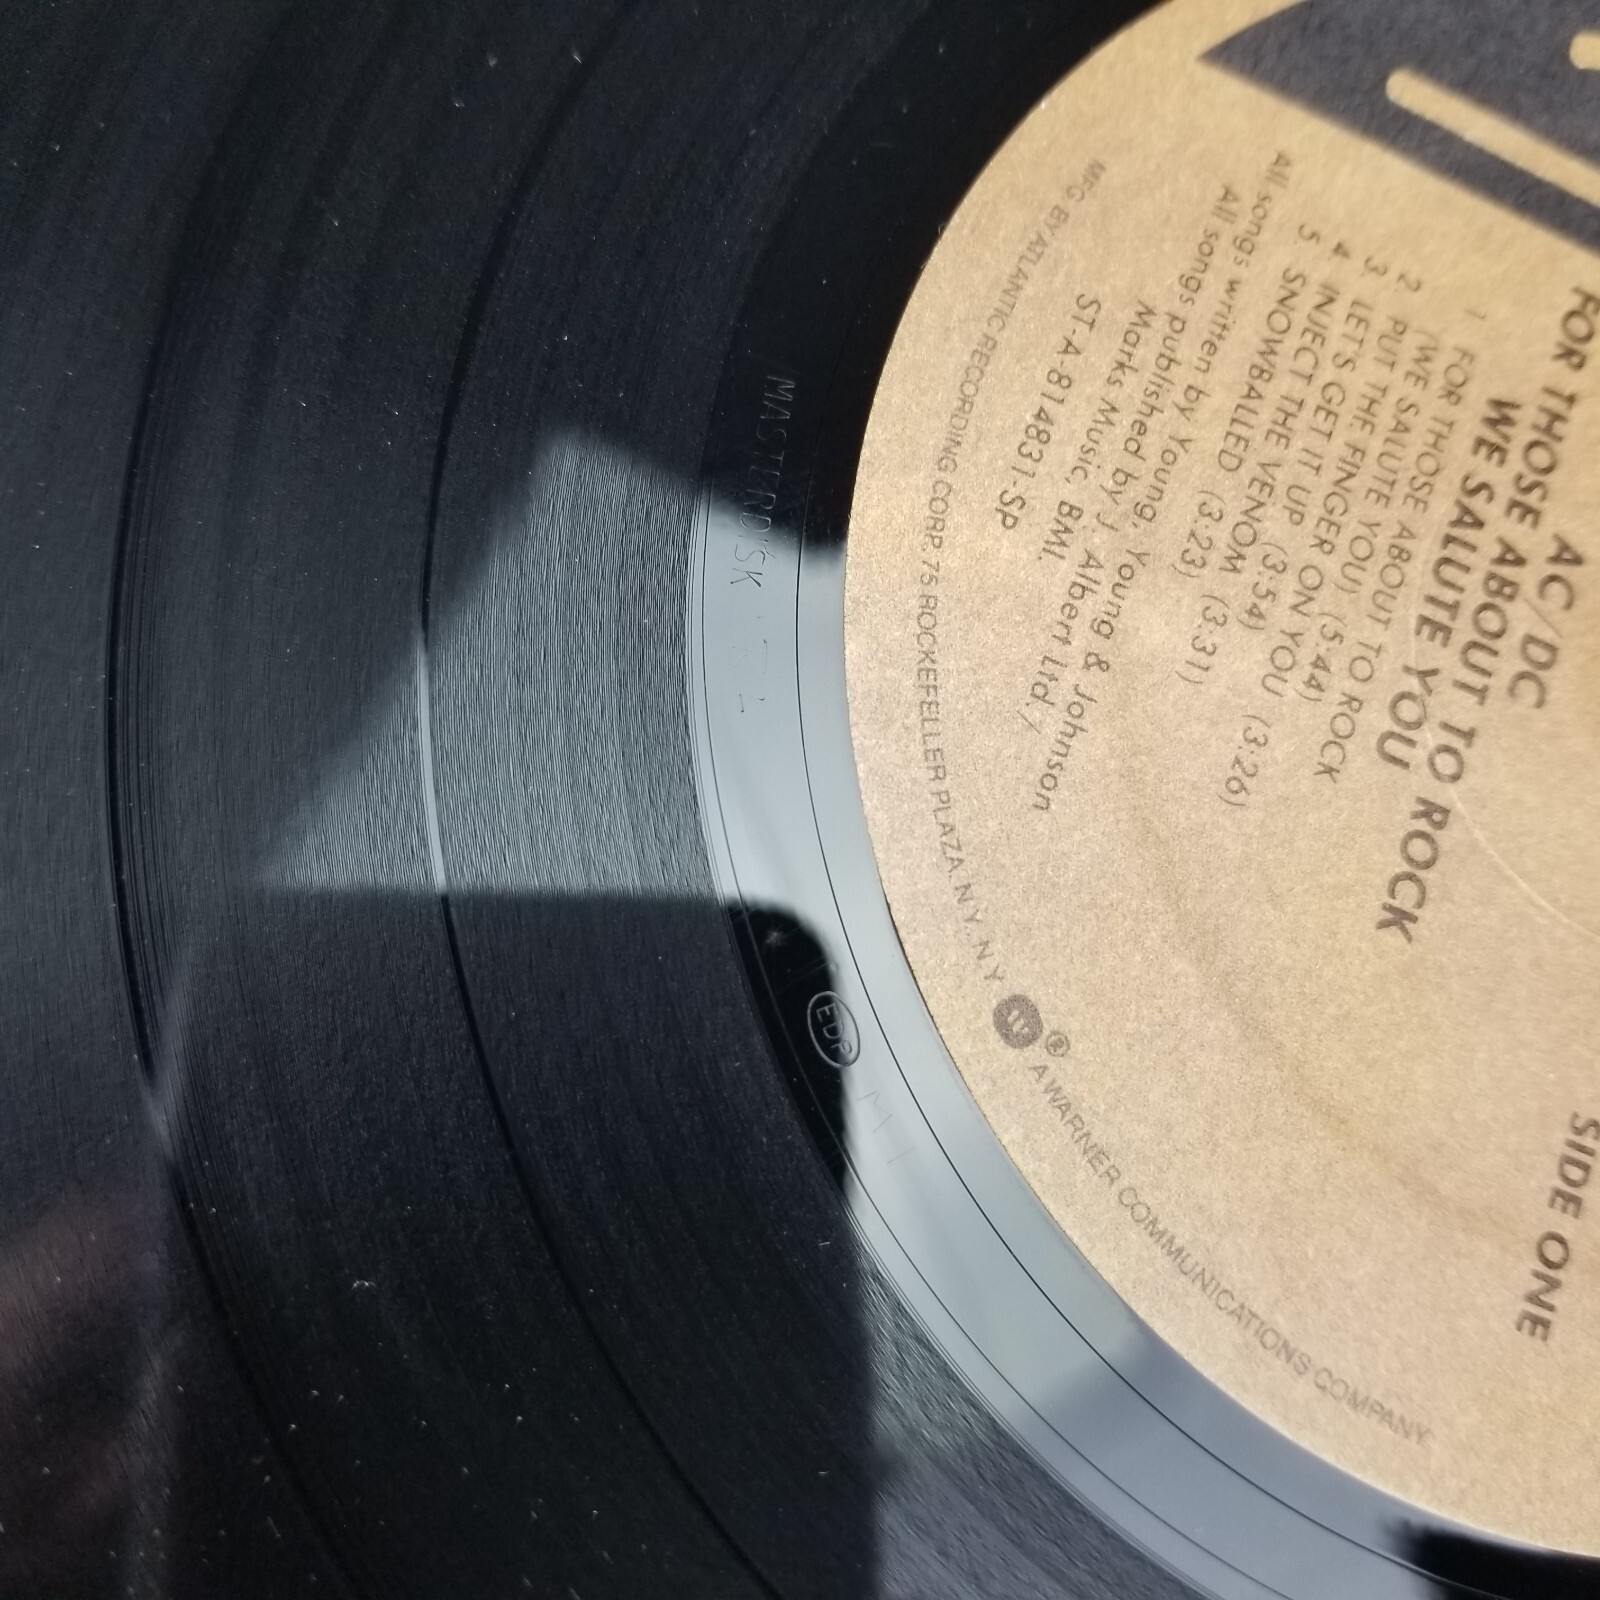 AC/DC
FOR THOSE ABOUT TO ROCK
WE SALUTE YOU
SIDE ONE
1 FOR THOSE ABOUT TO ROCK
(WE SALUTE YOU) (5:44)
2 PUT THE FINGER ON YOU (3:26)
3. LET'S GET IT UP (3:54)
4 INJECT THE VENOM (3:31)
5. SNOWBALLED (3:23)
All songs written by Young, Young & Johnson
All songs published by J. Albert Ltd./
Marks Music, BMI.
ST-A-814831-SP
MFG BY ATLANTIC RECORDING CORP. 75 ROCKEFELLER PLAZA, N.Y. N Y W ® A WARNER COMMUNICATIONS COMPANY
MASTERDISK RL
EDP